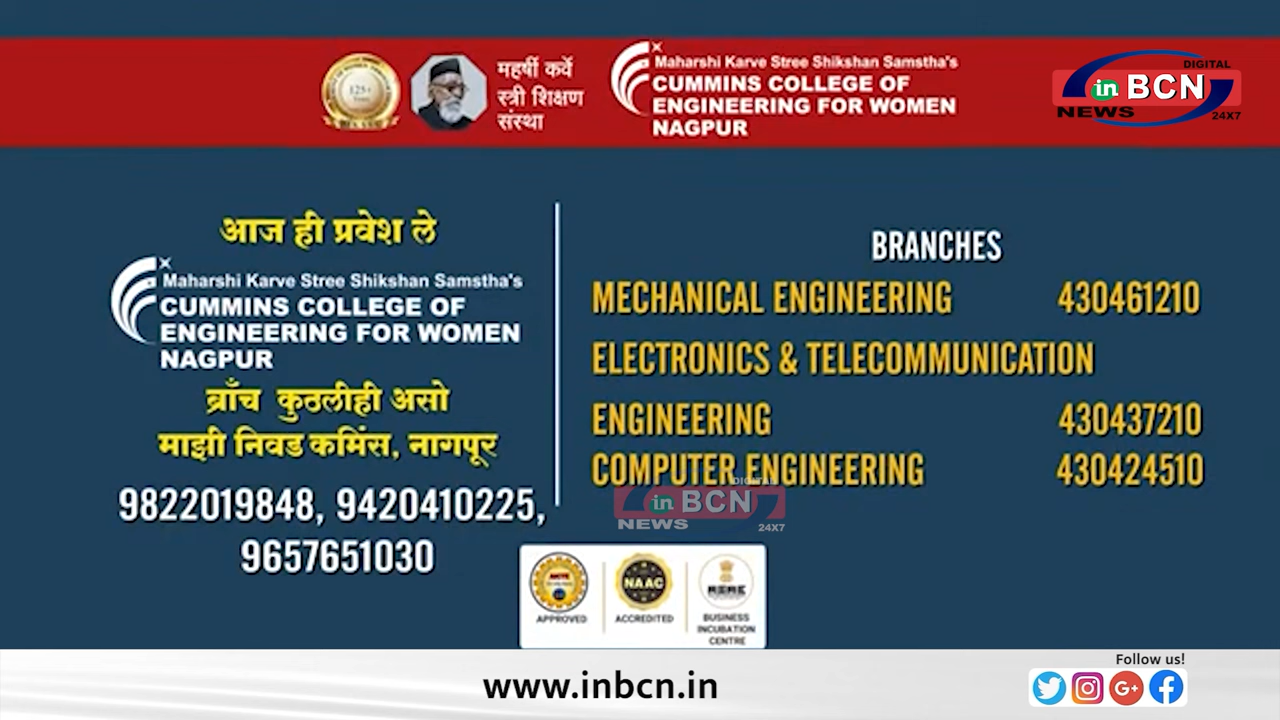 महर्षी कर्वे
स्त्री शिक्षण
संस्था
Maharshi Karve Stree Shikshan Samstha's
CUMMINS COLLEGE OF
ENGINEERING FOR WOMEN
NAGPUR
DIGITAL
in BCN
NEWS 24X7
आज ही प्रवेश ले
Maharshi Karve Stree Shikshan Samstha's
CUMMINS COLLEGE OF
ENGINEERING FOR WOMEN
NAGPUR
ब्राँच कुठलीही असो
माझी निवड कमिंस, नागपूर
9822019848, 9420410225,
9657651030
BRANCHES
MECHANICAL ENGINEERING 430461210
ELECTRONICS & TELECOMMUNICATION
ENGINEERING 430437210
COMPUTER ENGINEERING 430424510
DIGITAL
in BCN
NEWS 24X7
NAAC
APPROVED
ACCREDITED
BUSINESS
INCUBATION
CENTRE
www.inbcn.in
Follow us!
G+